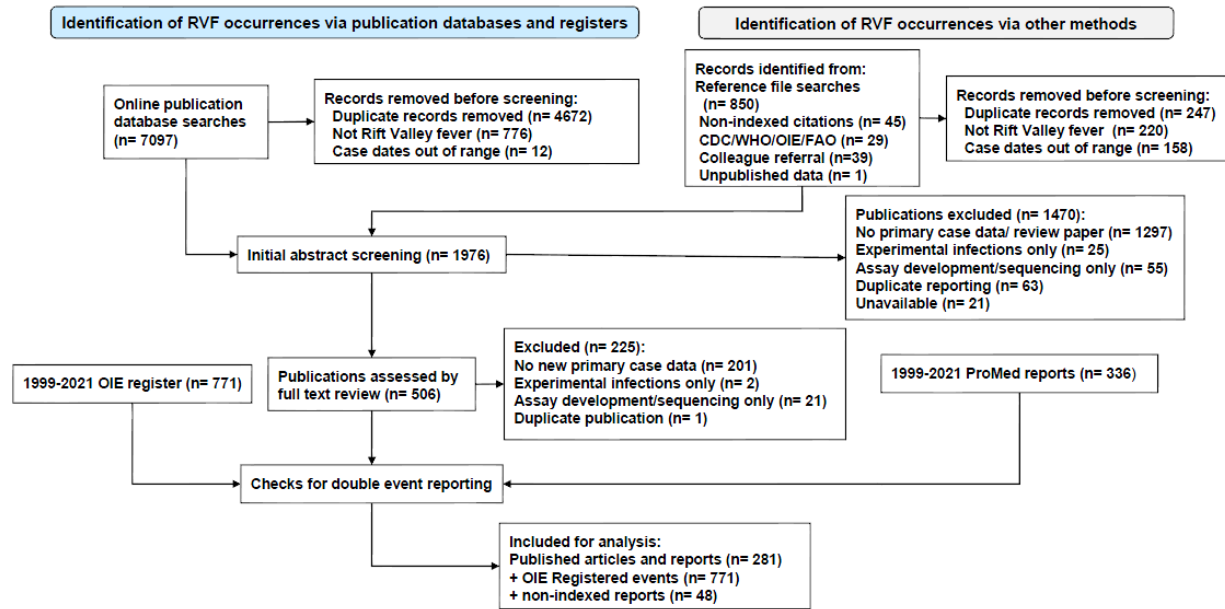 Identification of RVF occurrences via publication databases and registers
Identification of RVF occurrences via other methods
Online publication
database searches
(n= 7097)
Records removed before screening:
Duplicate records removed (n= 4672)
Not Rift Valley fever (n= 776)
Case dates out of range (n= 12)
Records identified from:
Reference file searches
(n= 850)
Non-indexed citations (n= 45)
CDC/WHO/OIE/FAO (n= 29)
Colleague referral (n=39)
Unpublished data (n= 1)
Records removed before screening:
Duplicate records removed (n= 247)
Not Rift Valley fever (n= 220)
Case dates out of range (n= 158)
Initial abstract screening (n= 1976)
Publications excluded (n= 1470):
No primary case data/ review paper (n= 1297)
Experimental infections only (n= 25)
Assay development/sequencing only (n= 55)
Duplicate reporting (n= 63)
Unavailable (n= 21)
1999-2021 OIE register (n= 771)
Publications assessed by
full text review (n= 506)
Excluded (n= 225):
No new primary case data (n= 201)
Experimental infections only (n= 2)
Assay development/sequencing only (n= 21)
Duplicate publication (n= 1)
1999-2021 ProMed reports (n= 336)
Checks for double event reporting
Included for analysis:
Published articles and reports (n= 281)
+ OIE Registered events (n= 771)
+ non-indexed reports (n= 48)